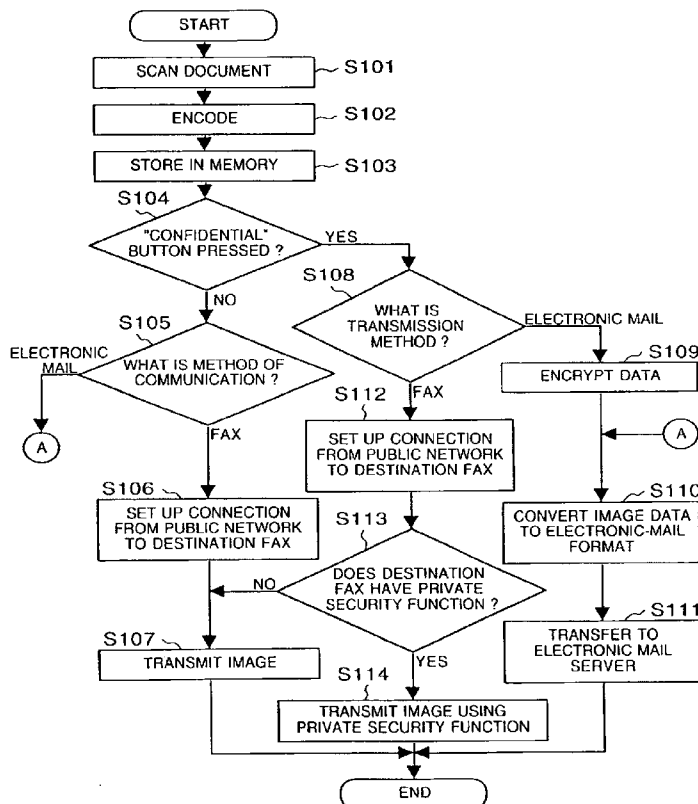 START
SCAN DOCUMENT
S101
ENCODE
S102
STORE IN MEMORY
S103
S104
"CONFIDENTIAL"
BUTTON PRESSED ?
YES
NO
S108
WHAT IS
TRANSMISSION
METHOD ?
ELECTRONIC MAIL
FAX
S105
ELECTRONIC
MAIL
WHAT IS METHOD OF
COMMUNICATION ?
A
FAX
S109
ENCRYPT DATA
A
S112
SET UP CONNECTION
FROM PUBLIC NETWORK
TO DESTINATION FAX
S106
SET UP CONNECTION
FROM PUBLIC NETWORK
TO DESTINATION FAX
S113
DOES DESTINATION
FAX HAVE PRIVATE
SECURITY FUNCTION ?
NO
YES
S110
CONVERT IMAGE DATA
TO ELECTRONIC-MAIL
FORMAT
S107
TRANSMIT IMAGE
S111
TRANSFER TO
ELECTRONIC MAIL
SERVER
S114
TRANSMIT IMAGE USING
PRIVATE SECURITY FUNCTION
END